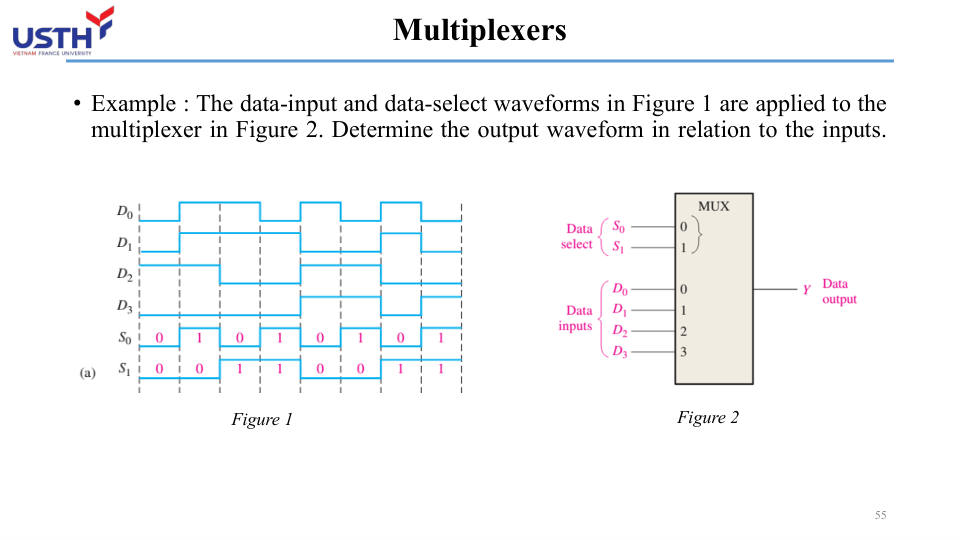 USTH
VIETNAM FRANCE UNIVERSITY
Multiplexers
• Example : The data-input and data-select waveforms in Figure 1 are applied to the
multiplexer in Figure 2. Determine the output waveform in relation to the inputs.
D0
D1
D2
D3
S0 0 1 0 1 0 1 0 1
(a) S1 0 0 1 1 0 0 1 1
Figure 1
MUX
Data select
S0 0
S1 1
Data inputs
D0 0
D1 1
D2 2
D3 3
Y Data output
Figure 2
55